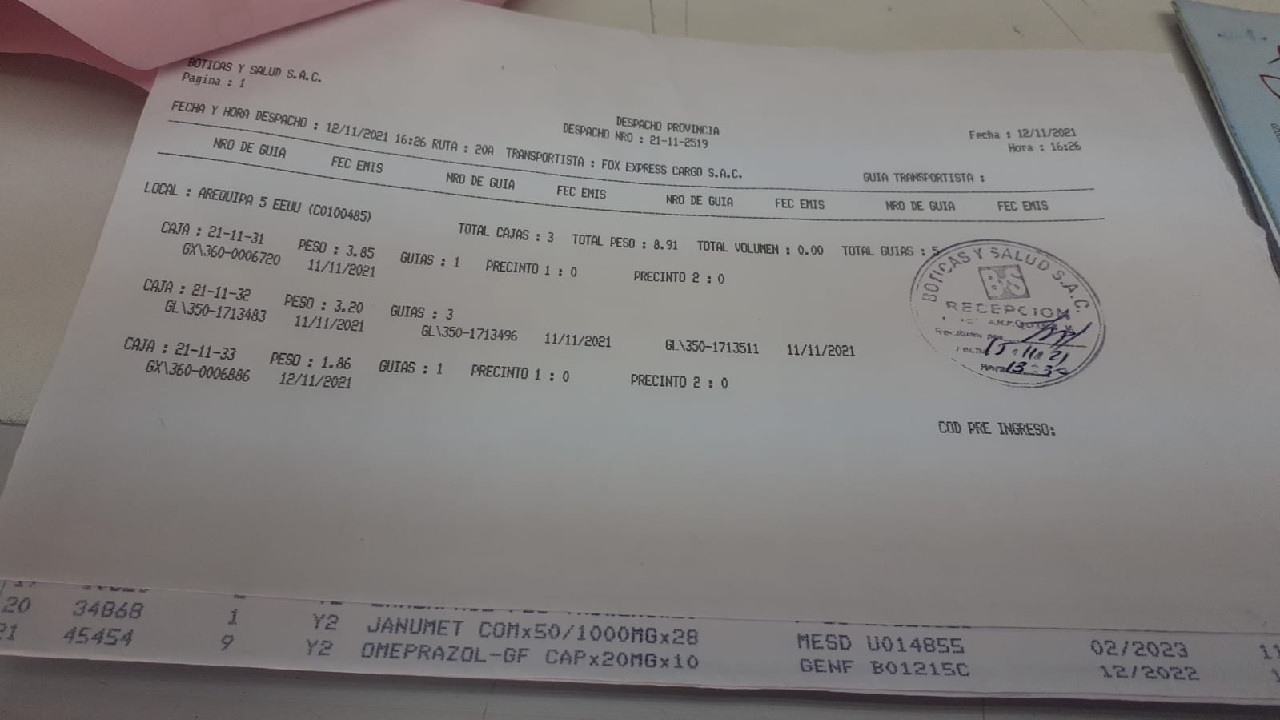 BOTICAS Y SALUD S.A.C.
Pagina : 1
DESPACHO PROVINCIA
DESPACHO NRO : 21-11-2519
Fecha : 12/11/2021
Hora : 16:26
FECHA Y HORA DESPACHO : 12/11/2021 16:26 RUTA : 20A TRANSPORTISTA : FOX EXPRESS CARGO S.A.C. GUIA TRANSPORTISTA :
NRO DE GUIA FEC EMIS NRO DE GUIA FEC EMIS NRO DE GUIA FEC EMIS NRO DE GUIA FEC EMIS
LOCAL : AREQUIPA 5 EEUU (C0100485) TOTAL CAJAS : 3 TOTAL PESO : 8.91 TOTAL VOLUMEN : 0.00 TOTAL GUIAS : 5
CAJA : 21-11-31 PESO : 3.85 GUIAS : 1 PRECINTO 1 : 0 PRECINTO 2 : 0
GX\360-0006720 11/11/2021
CAJA : 21-11-32 PESO : 3.20 GUIAS : 3
GL\350-1713483 11/11/2021 GL\350-1713496 11/11/2021 GL\350-1713511 11/11/2021
CAJA : 21-11-33 PESO : 1.86 GUIAS : 1 PRECINTO 1 : 0 PRECINTO 2 : 0
GX\360-0006886 12/11/2021
BOTICAS Y SALUD S.A.C.
RECEPCION
15.11.21
COD PRE INGRESO:
20 34868 1 Y2 JANUMET COMx50/1000MGx28 MESD U014855 02/2023 11
21 45454 9 Y2 OMEPRAZOL-GF CAPx20MGx10 GENF B01215C 12/2022